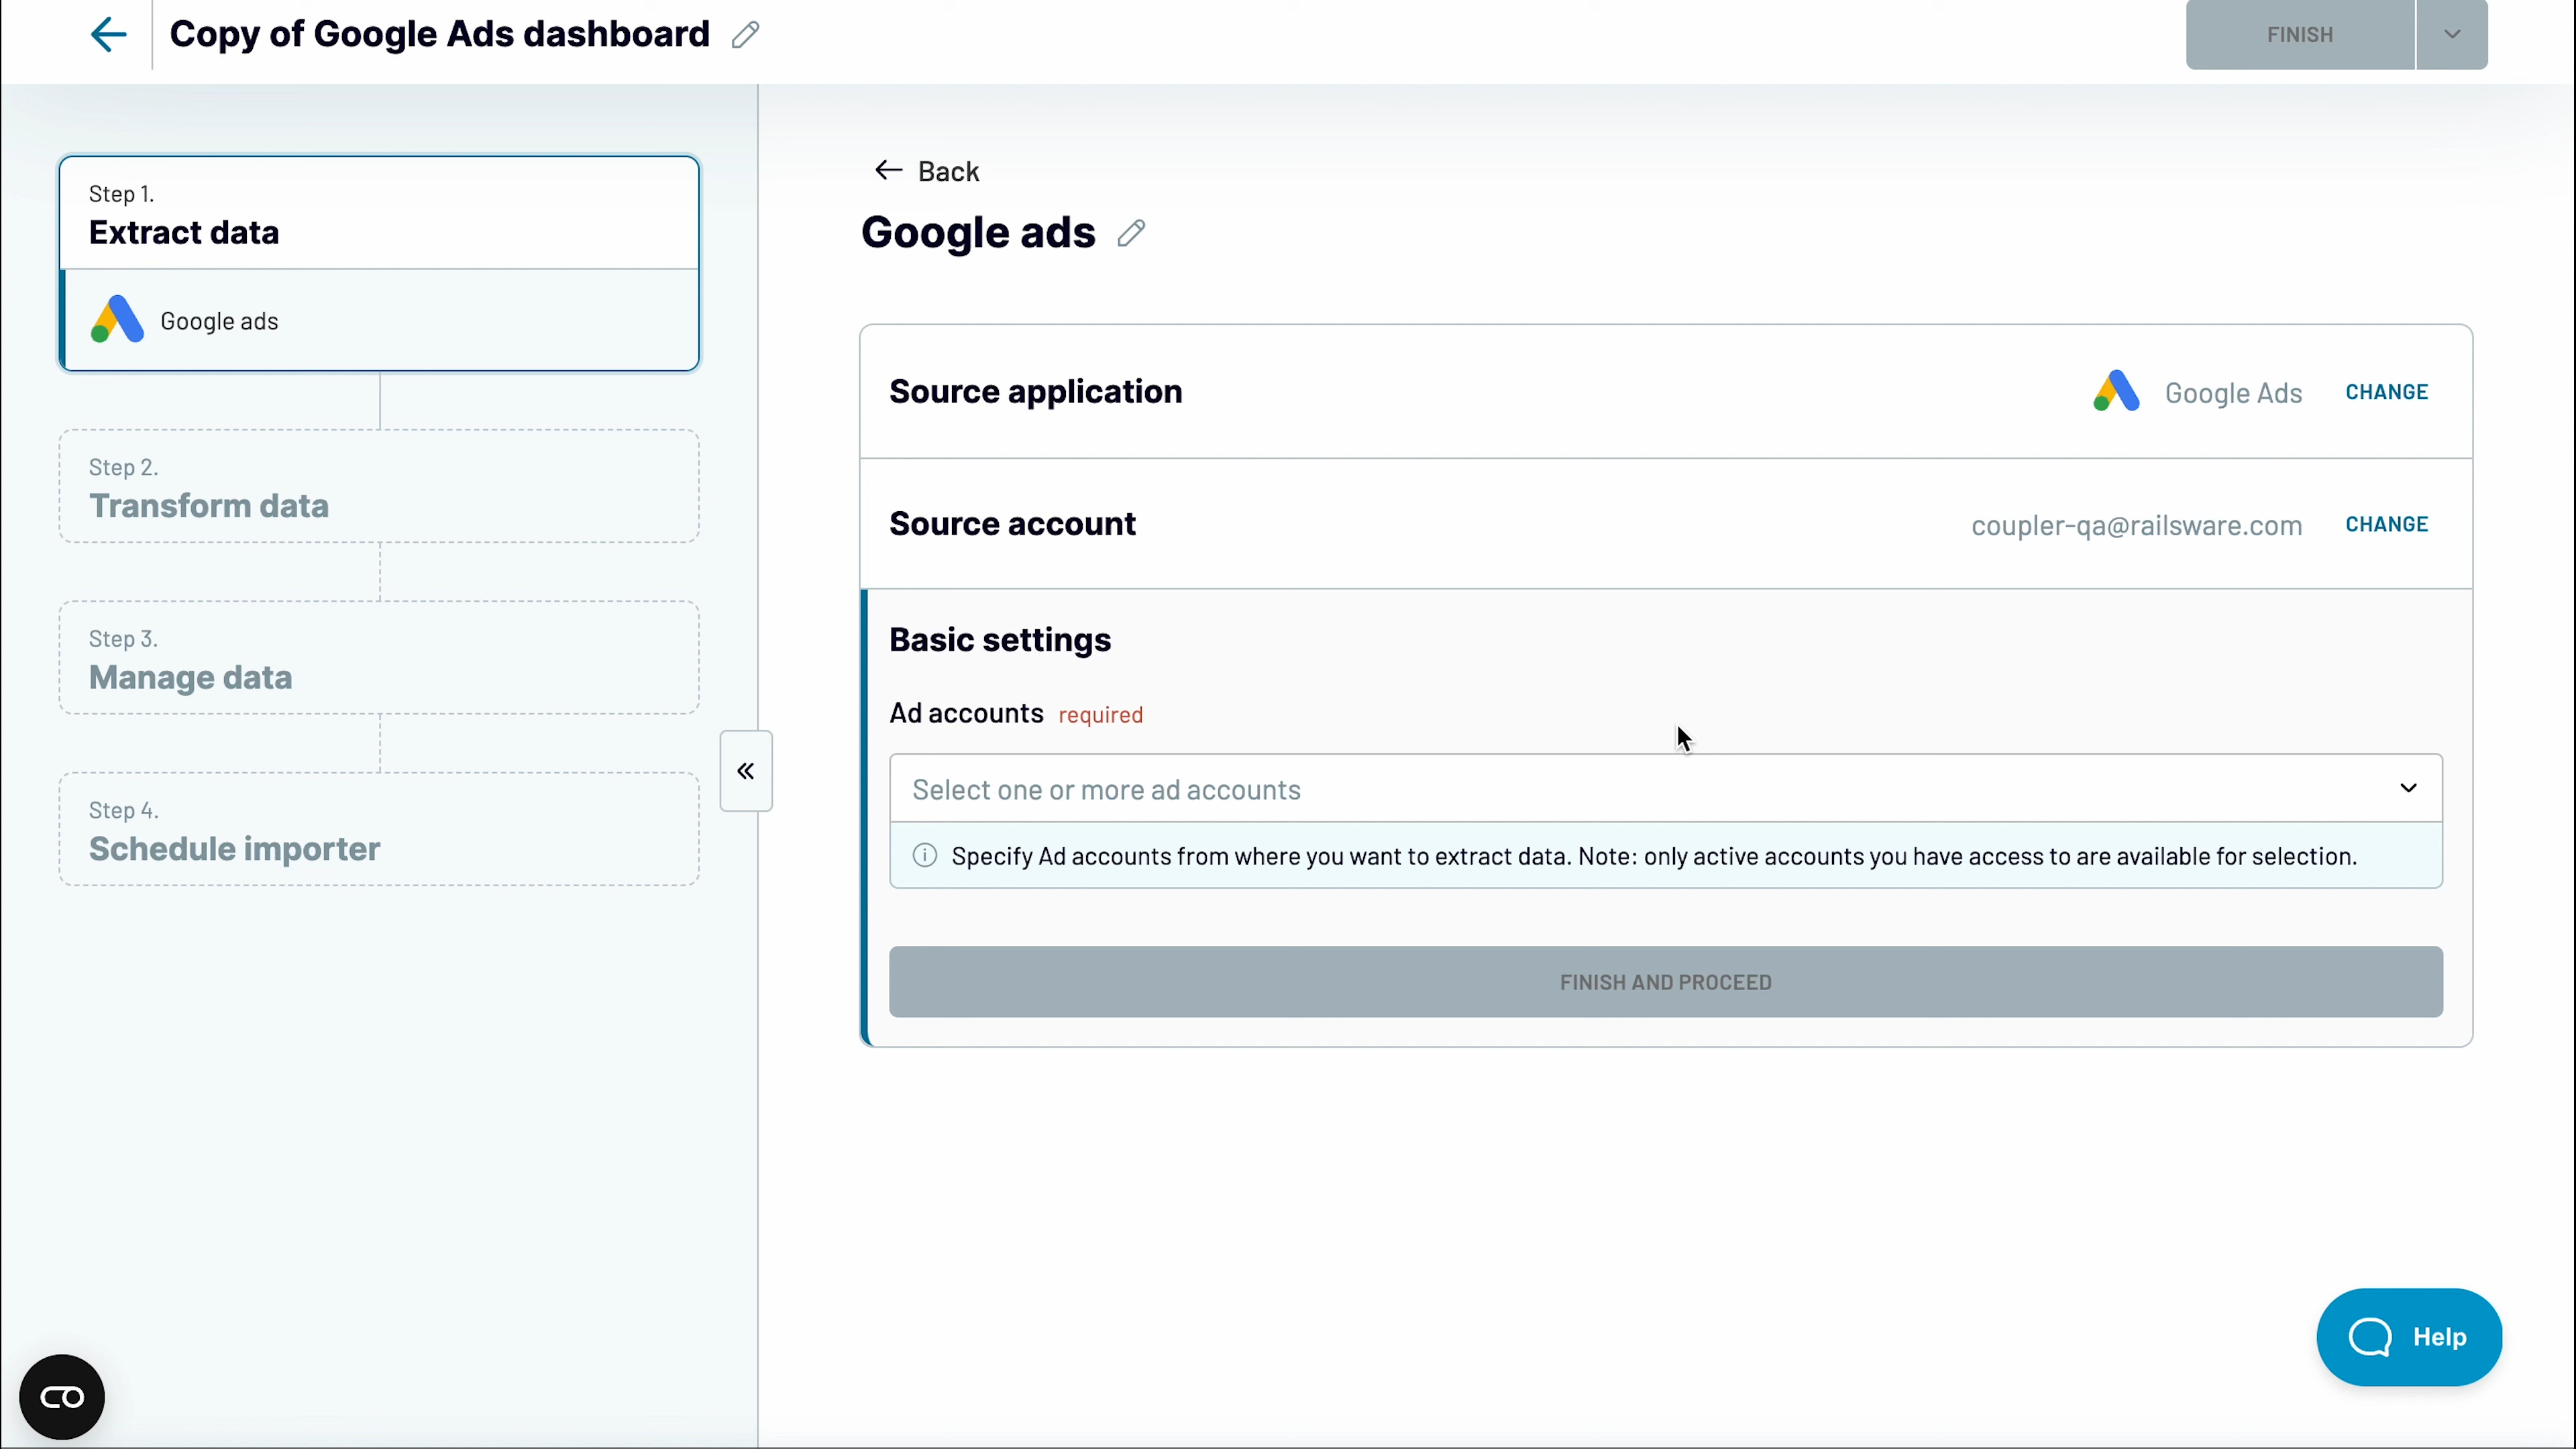 Copy of Google Ads dashboard
FINISH
Step 1.
Extract data
Google ads
Step 2.
Transform data
Step 3.
Manage data
Step 4.
Schedule importer
Back
Google ads
Source application
Google Ads
CHANGE
Source account
coupler-qa@railsware.com
CHANGE
Basic settings
Ad accounts required
Select one or more ad accounts
Specify Ad accounts from where you want to extract data. Note: only active accounts you have access to are available for selection.
FINISH AND PROCEED
Help